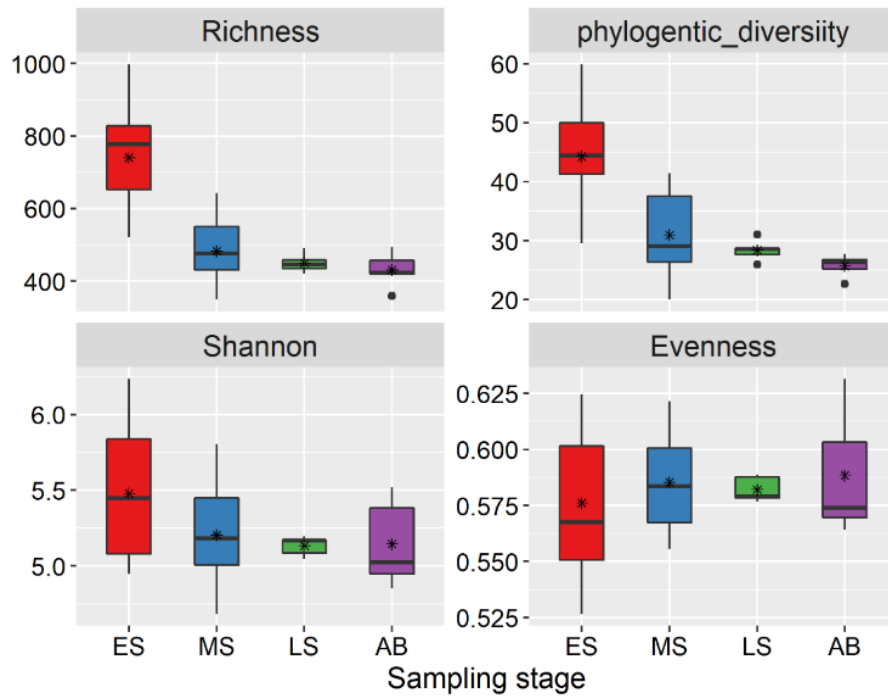 Richness
1000
800
600
400
phylogentic_diversiity
60
50
40
30
20
Shannon
6.0
5.5
5.0
Evenness
0.625
0.600
0.575
0.550
0.525
ES MS LS AB
ES MS LS AB
Sampling stage